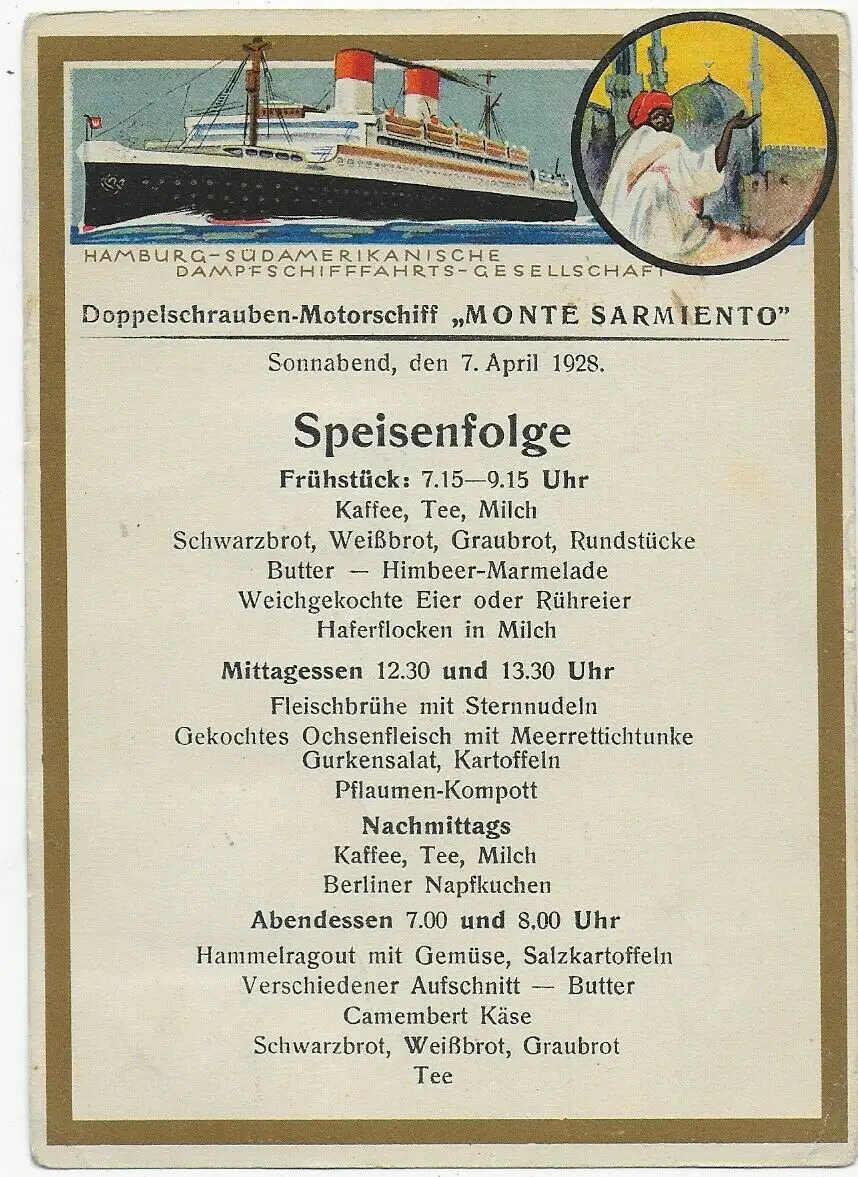 HAMBURG-SÜDAMERIKANISCHE
DAMPFSCHIFFFAHRTS-GESELLSCHAFT
Doppelschrauben-Motorschiff „MONTE SARMIENTO”
Sonnabend, den 7. April 1928.
Speisenfolge
Frühstück: 7.15—9.15 Uhr
Kaffee, Tee, Milch
Schwarzbrot, Weißbrot, Graubrot, Rundstücke
Butter — Himbeer-Marmelade
Weichgekochte Eier oder Rühreier
Haferflocken in Milch
Mittagessen 12.30 und 13.30 Uhr
Fleischbrühe mit Sternnudeln
Gekochtes Ochsenfleisch mit Meerrettichtunke
Gurkensalat, Kartoffeln
Pflaumen-Kompott
Nachmittags
Kaffee, Tee, Milch
Berliner Napfkuchen
Abendessen 7.00 und 8.00 Uhr
Hammelragout mit Gemüse, Salzkartoffeln
Verschiedener Aufschnitt — Butter
Camembert Käse
Schwarzbrot, Weißbrot, Graubrot
Tee